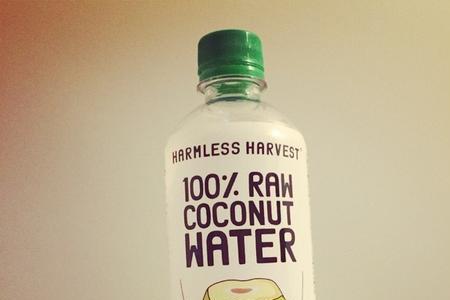 HARMLESS HARVEST
100% RAW
COCONUT
WATER